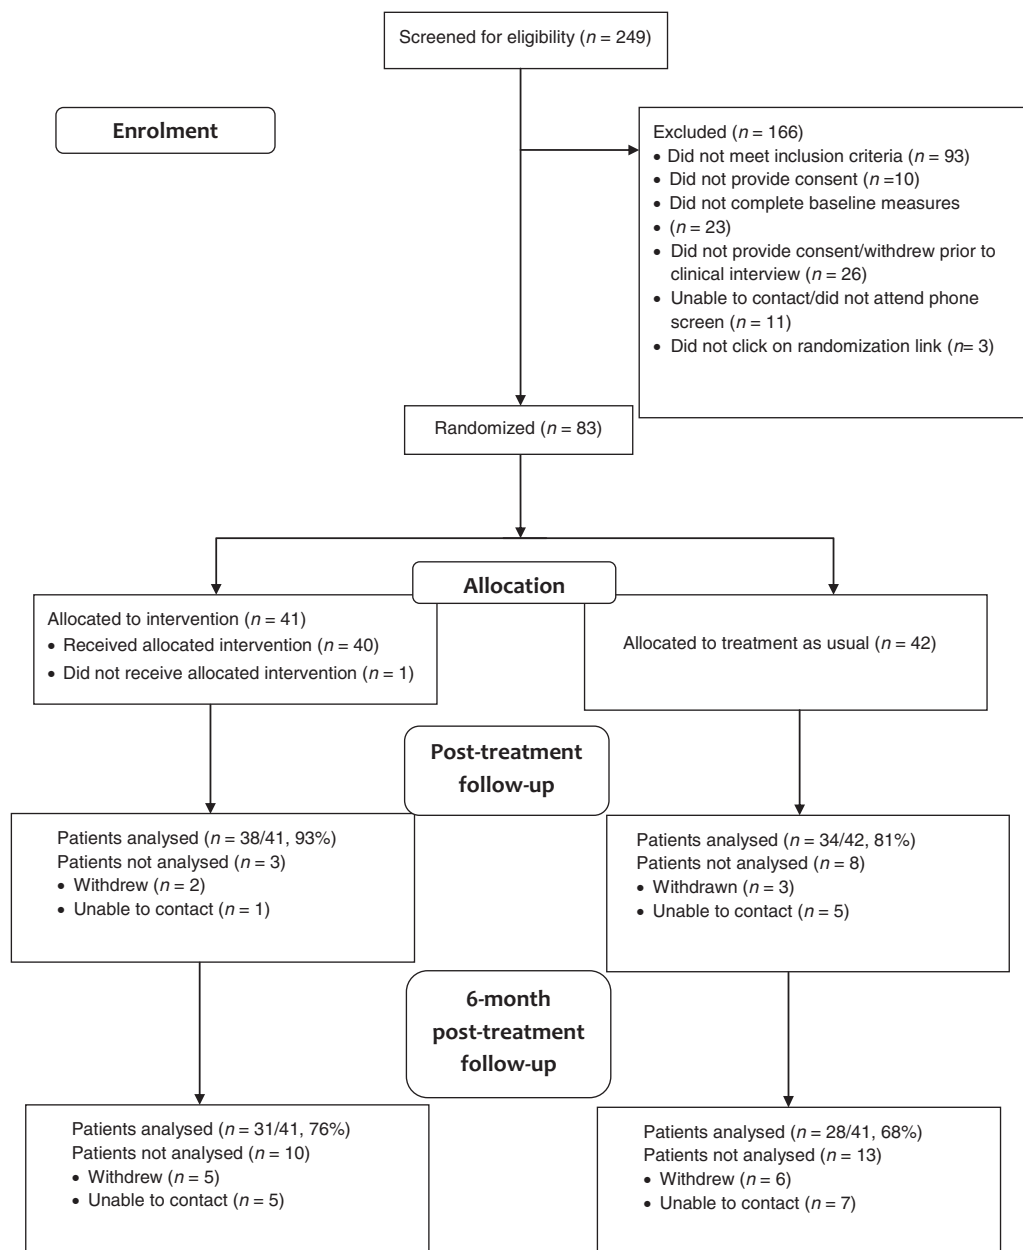 Screened for eligibility (n = 249)
Enrolment
Excluded (n = 166)
• Did not meet inclusion criteria (n = 93)
• Did not provide consent (n =10)
• Did not complete baseline measures
• (n = 23)
• Did not provide consent/withdrew prior to
clinical interview (n = 26)
• Unable to contact/did not attend phone
screen (n = 11)
• Did not click on randomization link (n= 3)
Randomized (n = 83)
Allocation
Allocated to intervention (n = 41)
• Received allocated intervention (n = 40)
• Did not receive allocated intervention (n = 1)
Allocated to treatment as usual (n = 42)
Post-treatment
follow-up
Patients analysed (n = 38/41, 93%)
Patients not analysed (n = 3)
• Withdrew (n = 2)
• Unable to contact (n = 1)
Patients analysed (n = 34/42, 81%)
Patients not analysed (n = 8)
• Withdrawn (n = 3)
• Unable to contact (n = 5)
6-month
post-treatment
follow-up
Patients analysed (n = 31/41, 76%)
Patients not analysed (n = 10)
• Withdrew (n = 5)
• Unable to contact (n = 5)
Patients analysed (n = 28/41, 68%)
Patients not analysed (n = 13)
• Withdrew (n = 6)
• Unable to contact (n = 7)